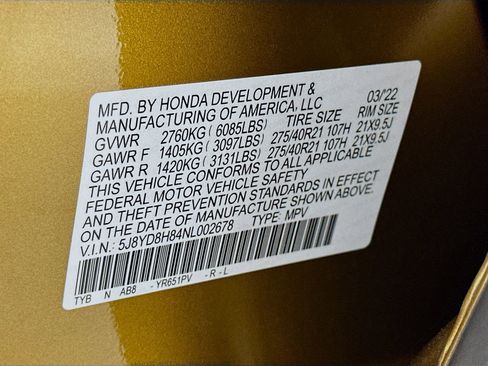 MFD. BY HONDA DEVELOPMENT & 03/22
MANUFACTURING OF AMERICA, LLC
GVWR 2760KG ( 6085LBS) TIRE SIZE RIM SIZE
GAWR F 1405KG ( 3097LBS) 275/40R21 107H 21X9.5J
GAWR R 1420KG ( 3131LBS) 275/40R21 107H 21X9.5J
THIS VEHICLE CONFORMS TO ALL APPLICABLE
FEDERAL MOTOR VEHICLE SAFETY
AND THEFT PREVENTION STANDARDS IN EFFECT
ON THE DATE OF MANUFACTURE SHOWN ABOVE.
V.I.N.: 5J8YD8H84NL002678 TYPE: MPV
TYB N AB8 - YR651PV - R - L